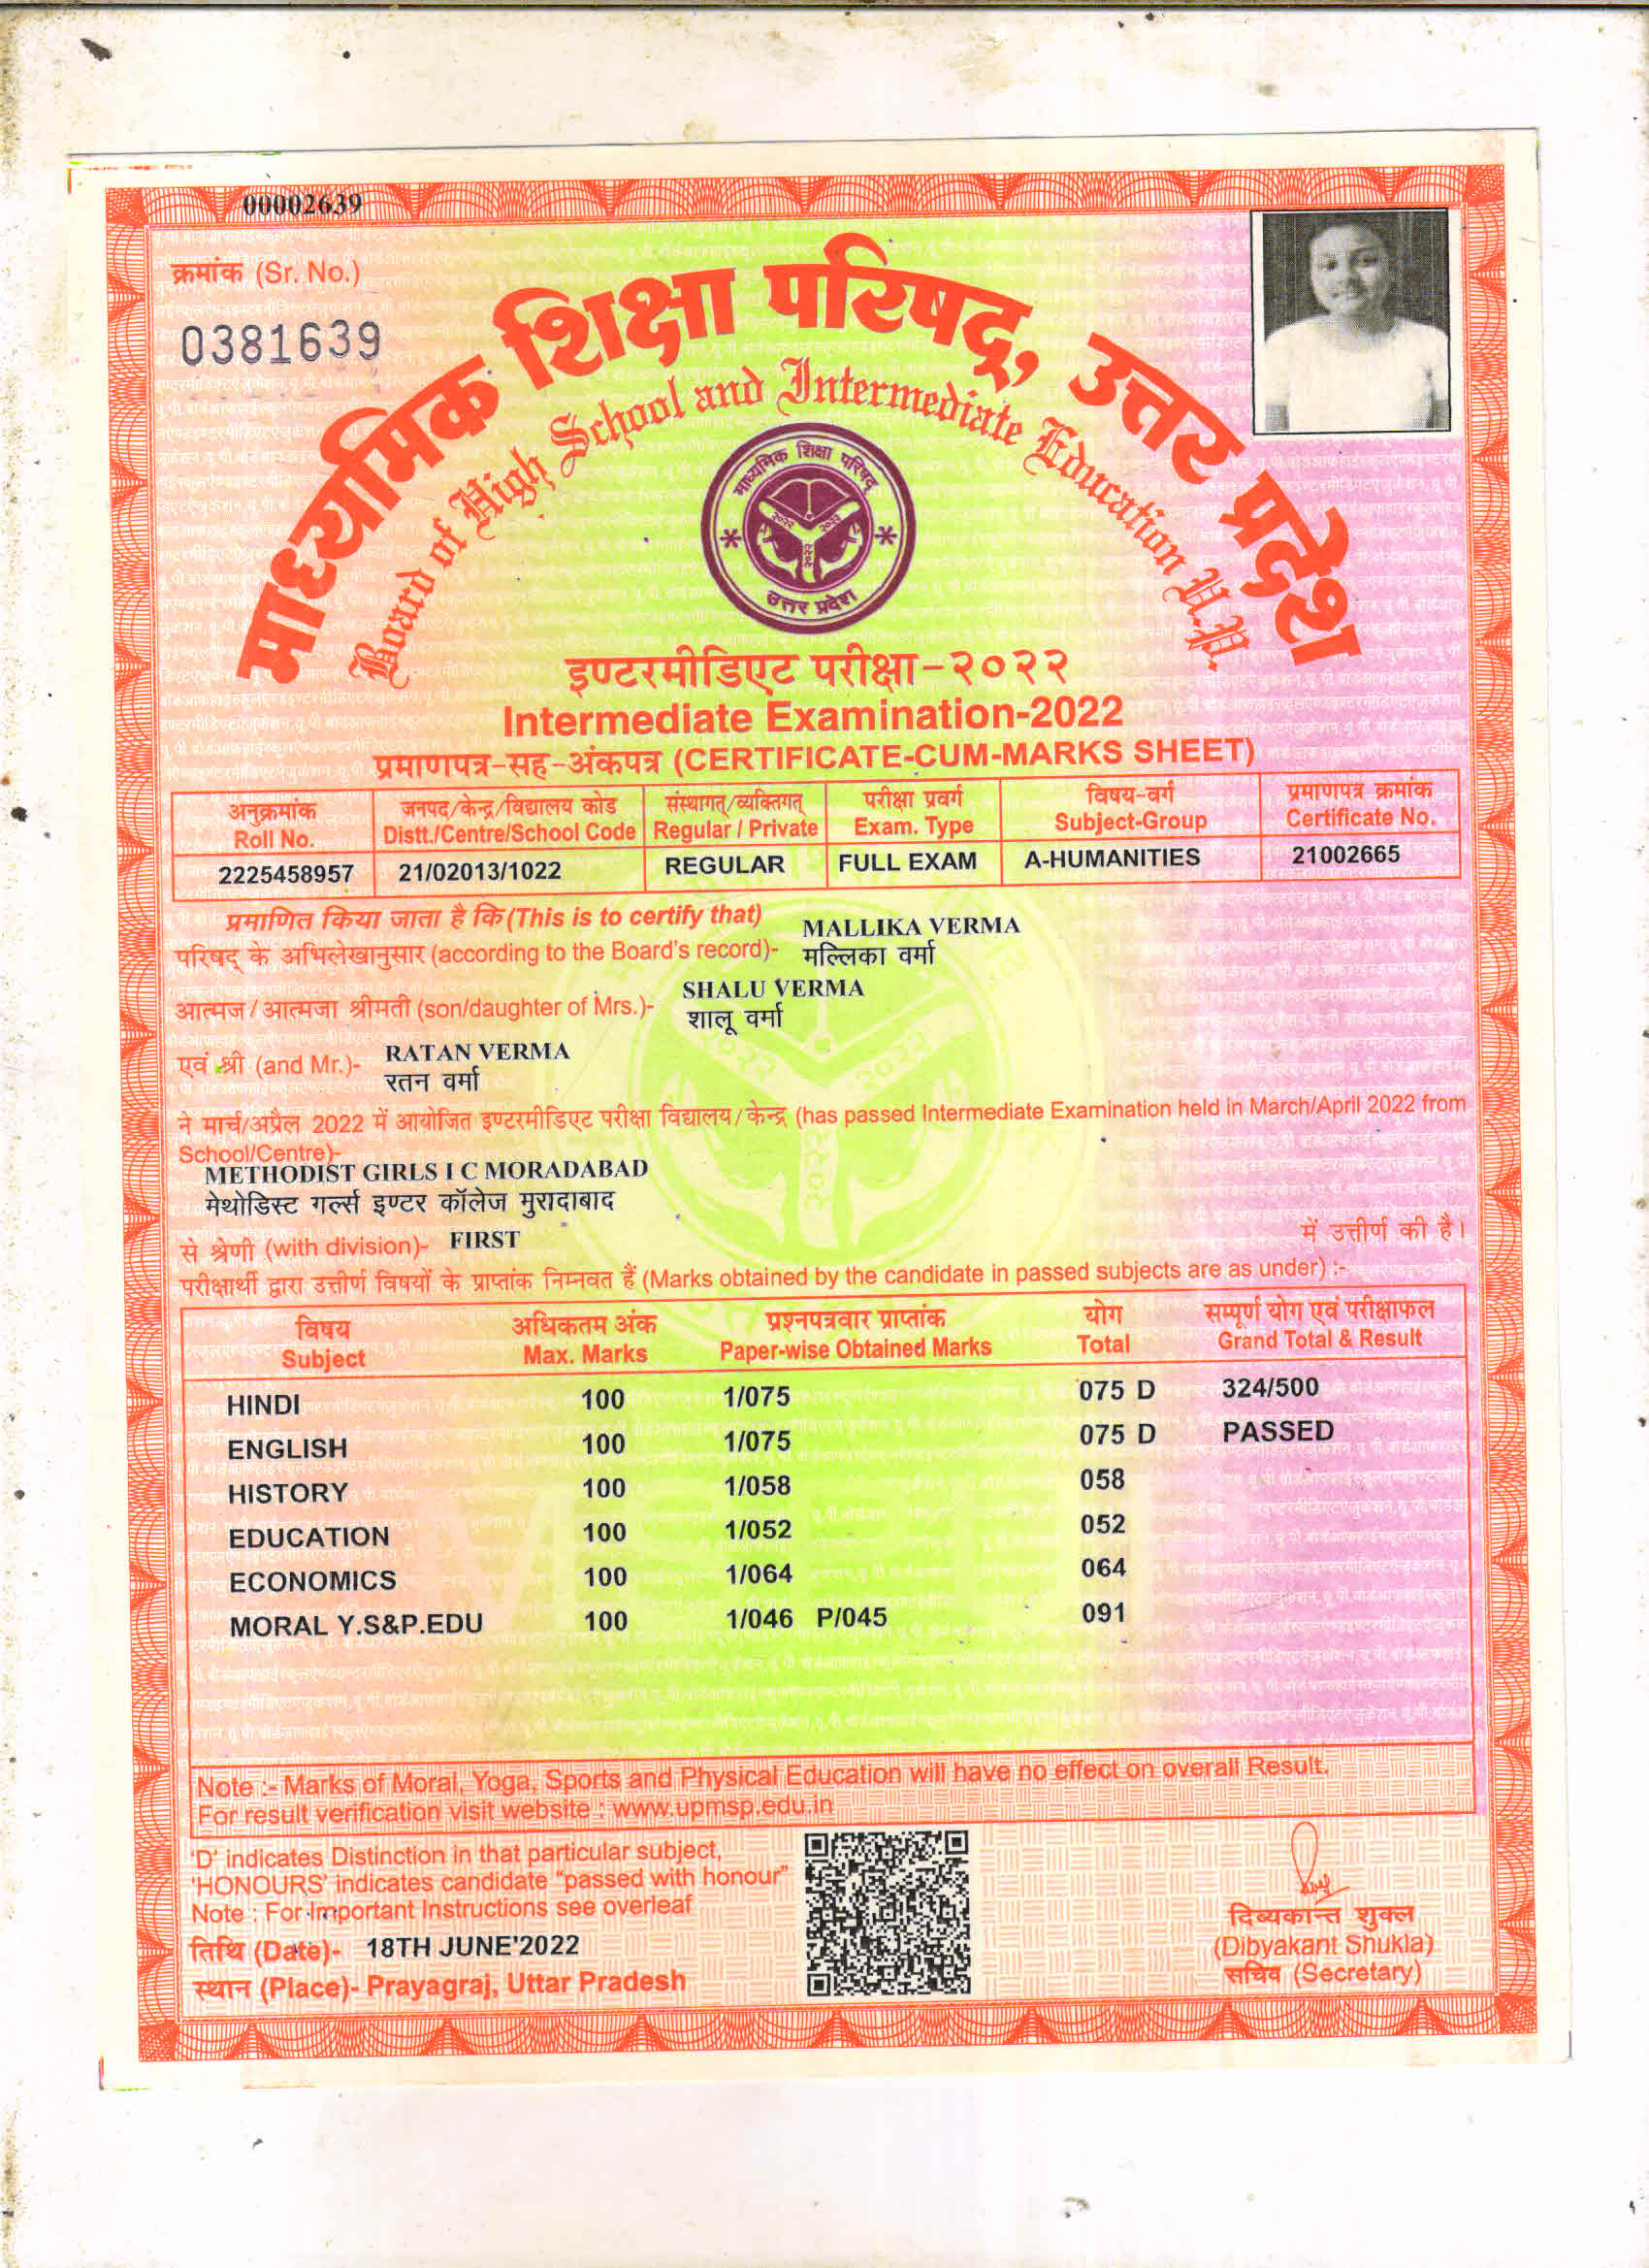 00002639
क्रमांक (Sr. No.)
0381639
माध्यमिक शिक्षा परिषद्, उत्तर प्रदेश
Board of High School and Intermediate Education U.P.
माध्यमिक शिक्षा परिषद्
२०२२ २०२२
२०२२
उत्तर प्रदेश
इण्टरमीडिएट परीक्षा-२०२२
Intermediate Examination-2022
प्रमाणपत्र-सह-अंकपत्र (CERTIFICATE-CUM-MARKS SHEET)
अनुक्रमांक जनपद/केन्द्र/विद्यालय कोड संस्थागत्/व्यक्तिगत् परीक्षा प्रवर्ग विषय-वर्ग प्रमाणपत्र क्रमांक
Roll No. Distt./Centre/School Code Regular / Private Exam. Type Subject-Group Certificate No.
2225458957 21/02013/1022 REGULAR FULL EXAM A-HUMANITIES 21002665
प्रमाणित किया जाता है कि (This is to certify that) MALLIKA VERMA
परिषद् के अभिलेखानुसार (according to the Board's record)- मल्लिका वर्मा
SHALU VERMA
आत्मज/आत्मजा श्रीमती (son/daughter of Mrs.)- शालू वर्मा
एवं श्री (and Mr.)- RATAN VERMA
रतन वर्मा
ने मार्च/अप्रैल 2022 में आयोजित इण्टरमीडिएट परीक्षा विद्यालय/केन्द्र (has passed Intermediate Examination held in March/April 2022 from
School/Centre)-
METHODIST GIRLS I C MORADABAD
मेथोडिस्ट गर्ल्स इण्टर कॉलेज मुरादाबाद
से श्रेणी (with division)- FIRST में उत्तीर्ण की है।
परीक्षार्थी द्वारा उत्तीर्ण विषयों के प्राप्तांक निम्नवत हैं (Marks obtained by the candidate in passed subjects are as under) :-
विषय अधिकतम अंक प्रश्नपत्रवार प्राप्तांक योग सम्पूर्ण योग एवं परीक्षाफल
Subject Max. Marks Paper-wise Obtained Marks Total Grand Total & Result
HINDI 100 1/075 075 D 324/500
ENGLISH 100 1/075 075 D PASSED
HISTORY 100 1/058 058
EDUCATION 100 1/052 052
ECONOMICS 100 1/064 064
MORAL Y.S&P.EDU 100 1/046 P/045 091
Note :- Marks of Moral, Yoga, Sports and Physical Education will have no effect on overall Result.
For result verification visit website : www.upmsp.edu.in
'D' indicates Distinction in that particular subject,
'HONOURS' indicates candidate "passed with honour"
Note : For Important Instructions see overleaf
तिथि (Date)- 18TH JUNE'2022
स्थान (Place)- Prayagraj, Uttar Pradesh
दिव्यकान्त शुक्ल
(Dibyakant Shukla)
सचिव (Secretary)